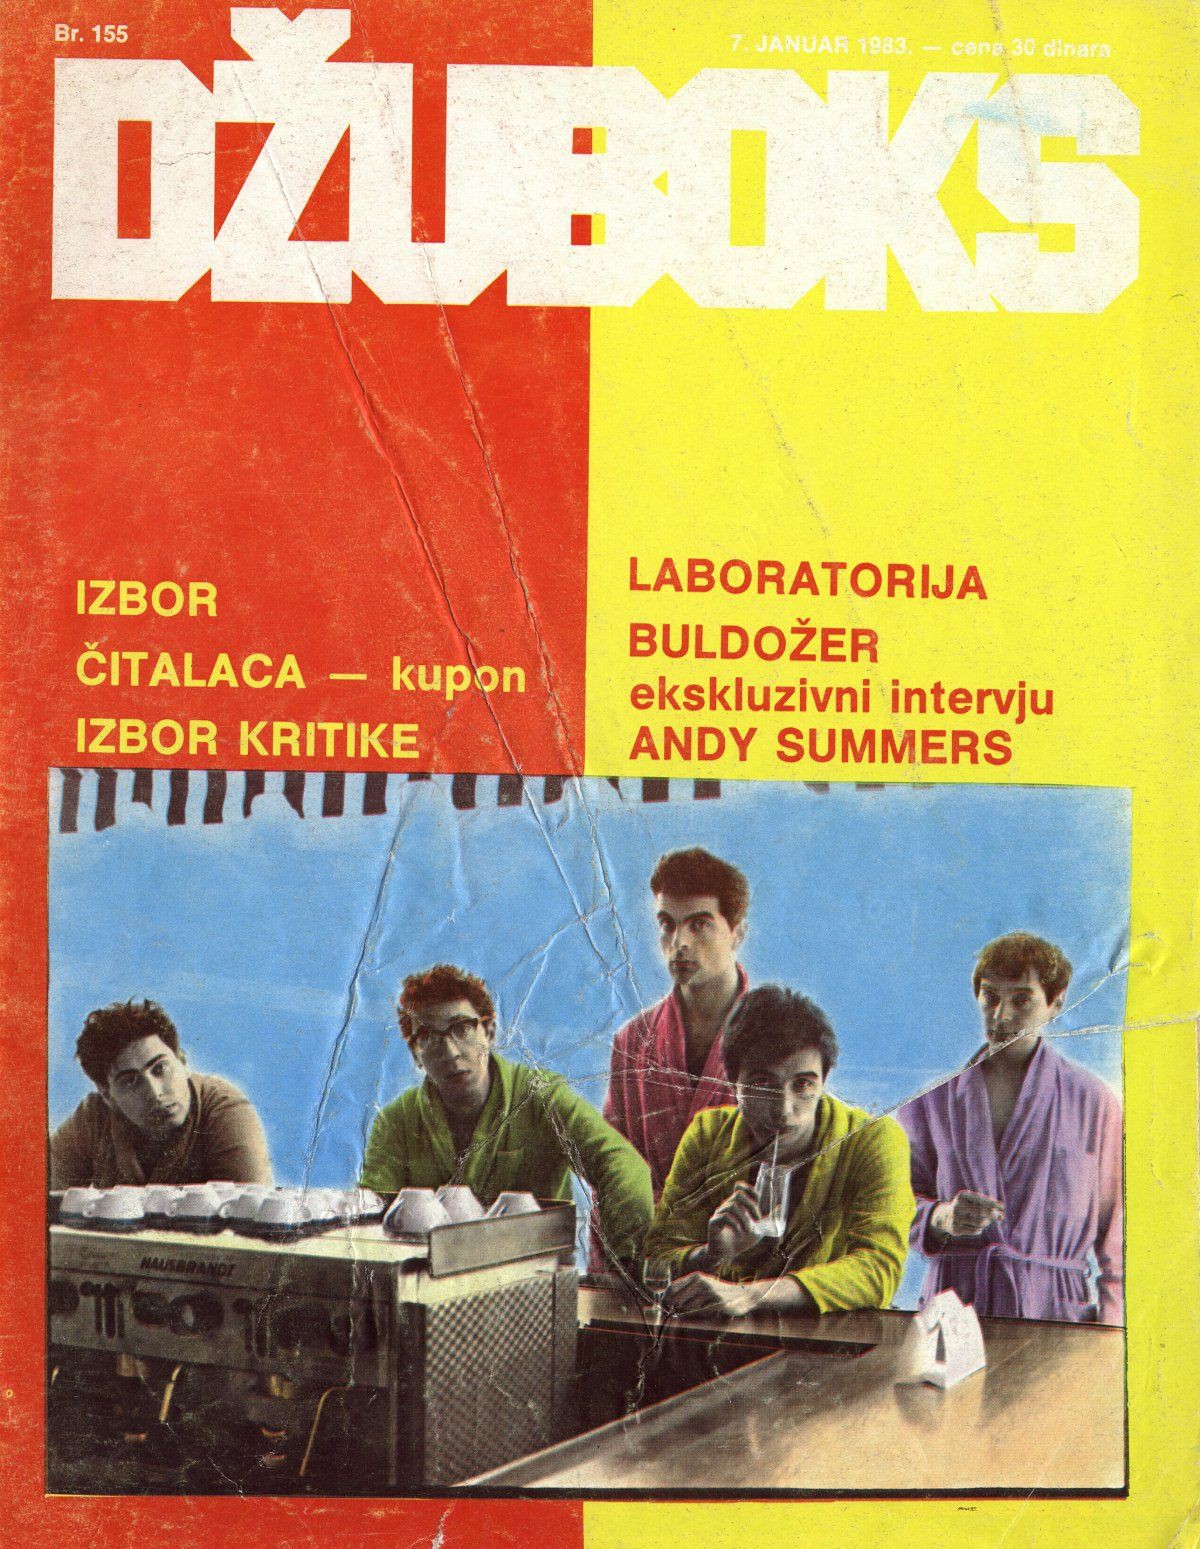 Br. 155
7. JANUAR 1983. — cena 30 dinara
DŽUBOKS
IZBOR
ČITALACA — kupon
IZBOR KRITIKE
LABORATORIJA
BULDOŽER
ekskluzivni intervju
ANDY SUMMERS
HAUSBRANDT